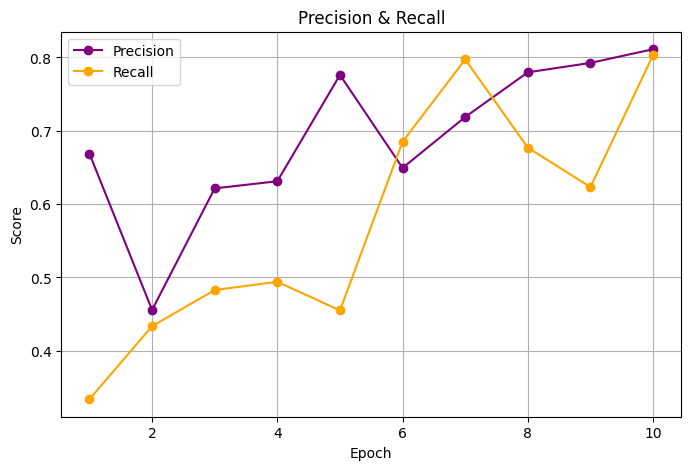 Precision & Recall
Precision
Recall
0.8
0.7
0.6
0.5
0.4
Score
2 4 6 8 10
Epoch